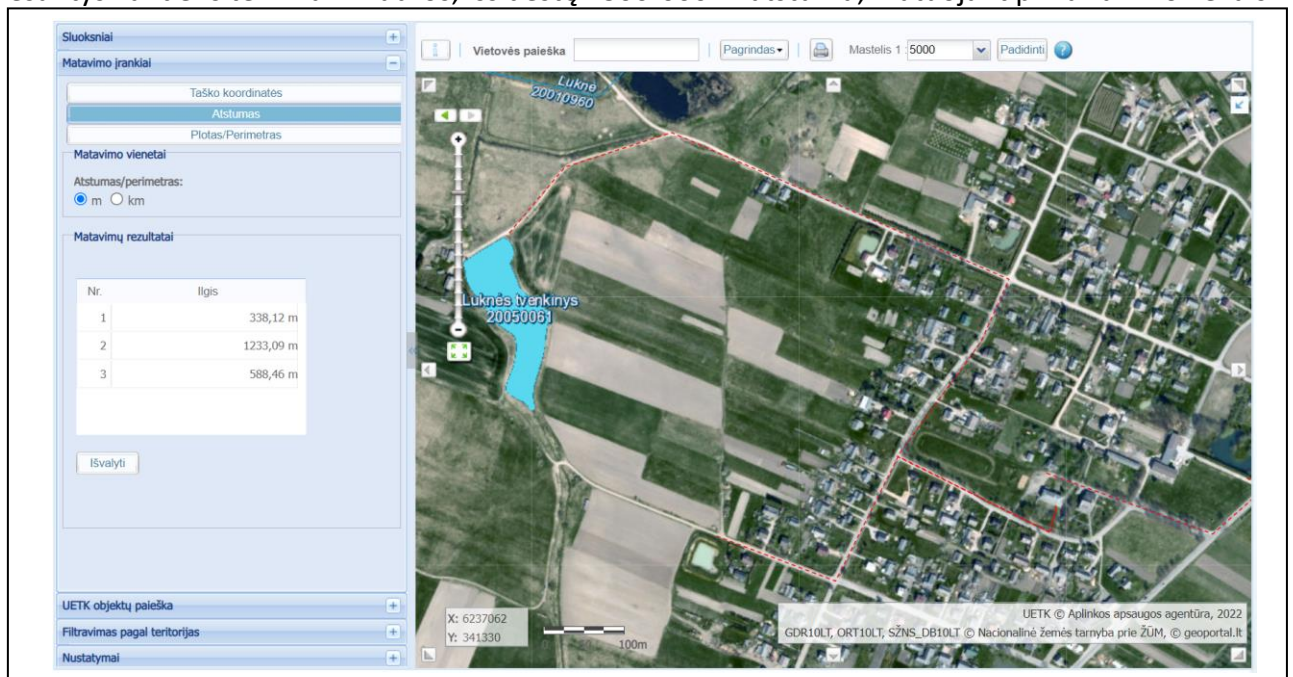 Sluoksniai
Matavimo įrankiai
Taško koordinatės
Atstumas
Plotas/Perimetras
Matavimo vienetai
Atstumas/perimetras:
m km
Matavimų rezultatai
Nr. Ilgis
1 338,12 m
2 1233,09 m
3 588,46 m
Išvalyti
UETK objektų paieška
Filtravimas pagal teritorijas
Nustatymai
Vietovės paieška Pagrindas Mastelis 1 : 5000 Padidinti
Luknė
20010960
Luknės tvenkinys
20050061
X: 6237062
Y: 341330
100m
UETK © Aplinkos apsaugos agentūra, 2022
GDR10LT, ORT10LT, SŽNS_DB10LT © Nacionalinė žemės tarnyba prie ŽŪM, © geoportal.lt